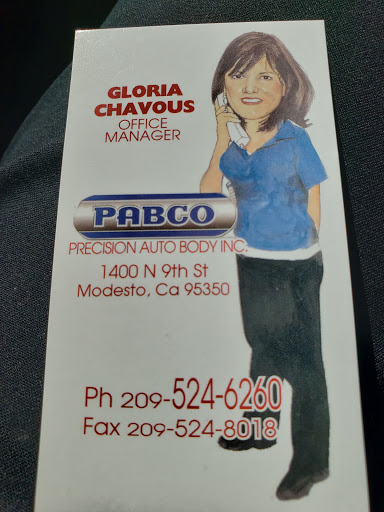 GLORIA
CHAVOUS
OFFICE
MANAGER
PABCO
PRECISION AUTO BODY INC.
1400 N 9th St
Modesto, Ca 95350
Ph 209-524-6260
Fax 209-524-8018